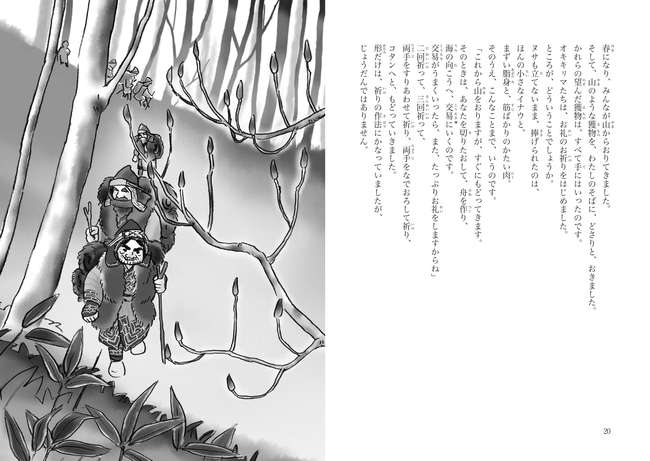 春になり、みんなが山からおりてきました。
そして、山のような獲物を、わたしのそばに、どさりと、おきました。
かれらの望んだ獲物は、すべて手にはいったのです。
オキキリマたちは、お礼のお祈りをはじめました。
ところが、どういうことでしょうか。
ヌサも立てないまま、捧げられたのは、
ほんの小さなイナウと、
まずい脂身と、筋ばかりのかたい肉。
そのうえ、こんなことまで、いうのです。
「これから山をおりますが、すぐにもどってきます。
そのときは、あなたを切りたおして、舟を作り、
海の向こうへ、交易にいくのです。
交易がうまくいったら、また、たっぷりお礼をしますからね」
二回祈って、三回祈って、
両手をすりあわせて祈り、両手をなでおろして祈り、
コタンへと、もどっていきました。
形だけは、祈りの作法にかなっていましたが、
じょうだんではありません。
20